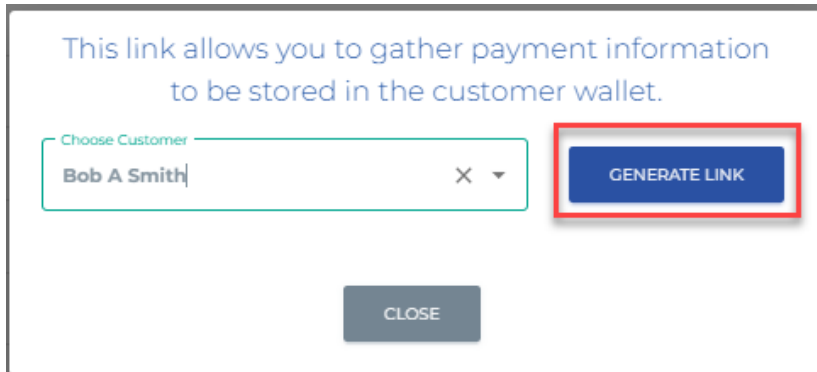 This link allows you to gather payment information
to be stored in the customer wallet.
Choose Customer
Bob A Smith
GENERATE LINK
CLOSE